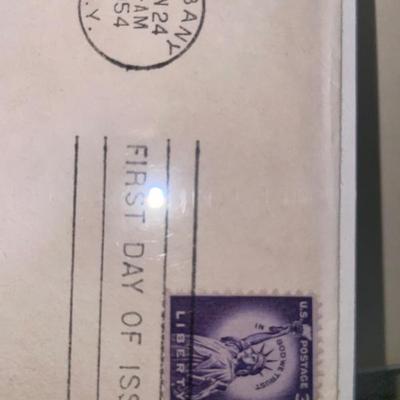 BANY
N 24
AM
54
.Y.
FIRST DAY OF ISS
U.S. POSTAGE 3
IN GOD WE TRUST
LIBERTY